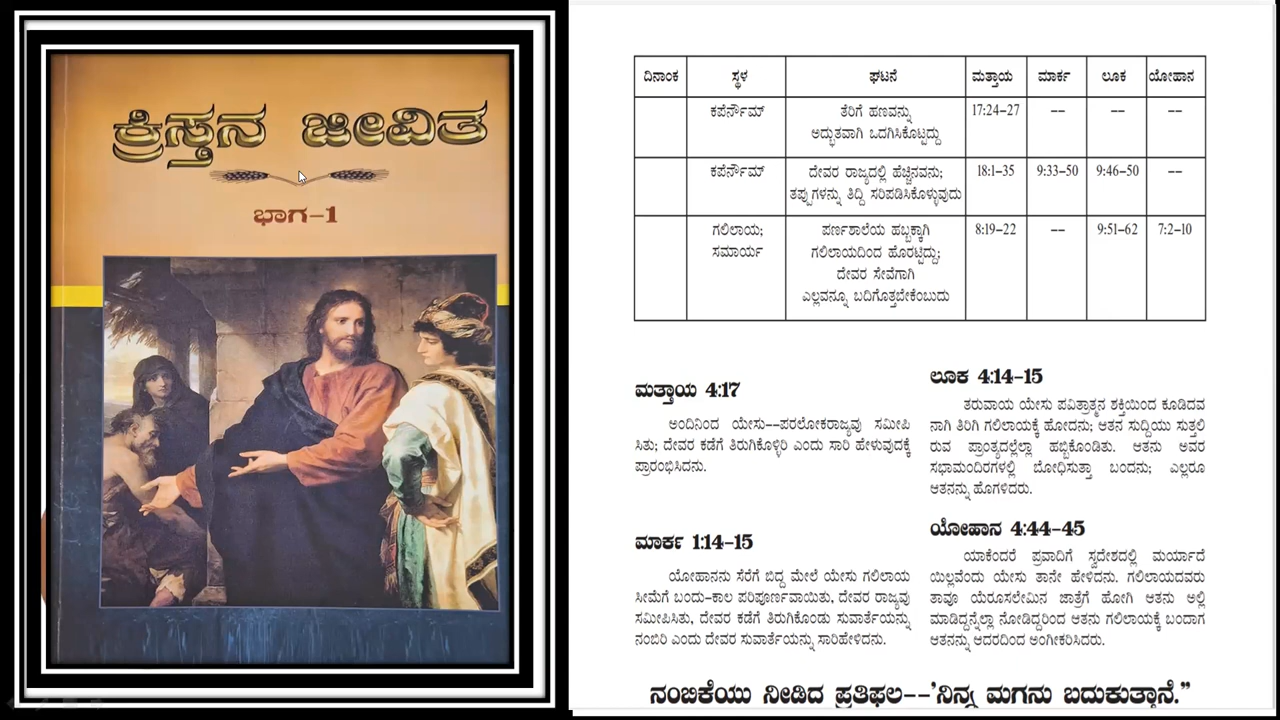 ಕ್ರಿಸ್ತನ ಜೀವಿತ
ಭಾಗ-1
ದಿನಾಂಕ ಸ್ಥಳ ಘಟನೆ ಮತ್ತಾಯ ಮಾರ್ಕ ಲೂಕ ಯೋಹಾನ
ಕಪೆರ್ನೌಮ್ ತೆರಿಗೆ ಹಣವನ್ನು 17:24-27 -- -- --
ಅದ್ಭುತವಾಗಿ ಒದಗಿಸಿಕೊಟ್ಟದ್ದು
ಕಪೆರ್ನೌಮ್ ದೇವರ ರಾಜ್ಯದಲ್ಲಿ ಹೆಚ್ಚಿನವನು; 18:1-35 9:33-50 9:46-50 --
ತಪ್ಪುಗಳನ್ನು ತಿದ್ದಿ ಸರಿಪಡಿಸಿಕೊಳ್ಳುವುದು
ಗಲಿಲಾಯ; ಪರ್ಣಶಾಲೆಯ ಹಬ್ಬಕ್ಕಾಗಿ 8:19-22 -- 9:51-62 7:2-10
ಸಮಾರ್ಯ ಗಲಿಲಾಯದಿಂದ ಹೊರಟ್ಟಿದ್ದು;
ದೇವರ ಸೇವೆಗಾಗಿ
ಎಲ್ಲವನ್ನೂ ಬದಿಗೊತ್ತಬೇಕೆಂಬುದು
ಮತ್ತಾಯ 4:17
ಅಂದಿನಿಂದ ಯೇಸು--ಪರಲೋಕರಾಜ್ಯವು ಸಮೀಪಿ
ಸಿತು; ದೇವರ ಕಡೆಗೆ ತಿರುಗಿಕೊಳ್ಳಿರಿ ಎಂದು ಸಾರಿ ಹೇಳುವುದಕ್ಕೆ
ಪ್ರಾರಂಭಿಸಿದನು.
ಮಾರ್ಕ 1:14-15
ಯೋಹಾನನು ಸೆರೆಗೆ ಬಿದ್ದ ಮೇಲೆ ಯೇಸು ಗಲಿಲಾಯ
ಸೀಮೆಗೆ ಬಂದು-ಕಾಲ ಪರಿಪೂರ್ಣವಾಯಿತು, ದೇವರ ರಾಜ್ಯವು
ಸಮೀಪಿಸಿತು, ದೇವರ ಕಡೆಗೆ ತಿರುಗಿಕೊಂಡು ಸುವಾರ್ತೆಯನ್ನು
ನಂಬಿರಿ ಎಂದು ದೇವರ ಸುವಾರ್ತೆಯನ್ನು ಸಾರಿಹೇಳಿದನು.
ಲೂಕ 4:14-15
ತರುವಾಯ ಯೇಸು ಪವಿತ್ರಾತ್ಮನ ಶಕ್ತಿಯಿಂದ ಕೂಡಿದವ
ನಾಗಿ ತಿರಿಗಿ ಗಲಿಲಾಯಕ್ಕೆ ಹೋದನು; ಆತನ ಸುದ್ದಿಯು ಸುತ್ತಲಿ
ರುವ ಪ್ರಾಂತ್ಯದಲ್ಲೆಲ್ಲಾ ಹಬ್ಬಿಕೊಂಡಿತು. ಆತನು ಅವರ
ಸಭಾಮಂದಿರಗಳಲ್ಲಿ ಬೋಧಿಸುತ್ತಾ ಬಂದನು; ಎಲ್ಲರೂ
ಆತನನ್ನು ಹೊಗಳಿದರು.
ಯೋಹಾನ 4:44-45
ಯಾಕೆಂದರೆ ಪ್ರವಾದಿಗೆ ಸ್ವದೇಶದಲ್ಲಿ ಮರ್ಯಾದೆ
ಯಿಲ್ಲವೆಂದು ಯೇಸು ತಾನೇ ಹೇಳಿದನು. ಗಲಿಲಾಯದವರು
ತಾವೂ ಯೆರೂಸಲೇಮಿನ ಜಾತ್ರೆಗೆ ಹೋಗಿ ಆತನು ಅಲ್ಲಿ
ಮಾಡಿದ್ದನ್ನೆಲ್ಲಾ ನೋಡಿದ್ದರಿಂದ ಆತನು ಗಲಿಲಾಯಕ್ಕೆ ಬಂದಾಗ
ಆತನನ್ನು ಆದರದಿಂದ ಅಂಗೀಕರಿಸಿದರು.
ನಂಬಿಕೆಯು ನೀಡಿದ ಪ್ರತಿಫಲ--'ನಿನ್ನ ಮಗನು ಬದುಕುತ್ತಾನೆ."